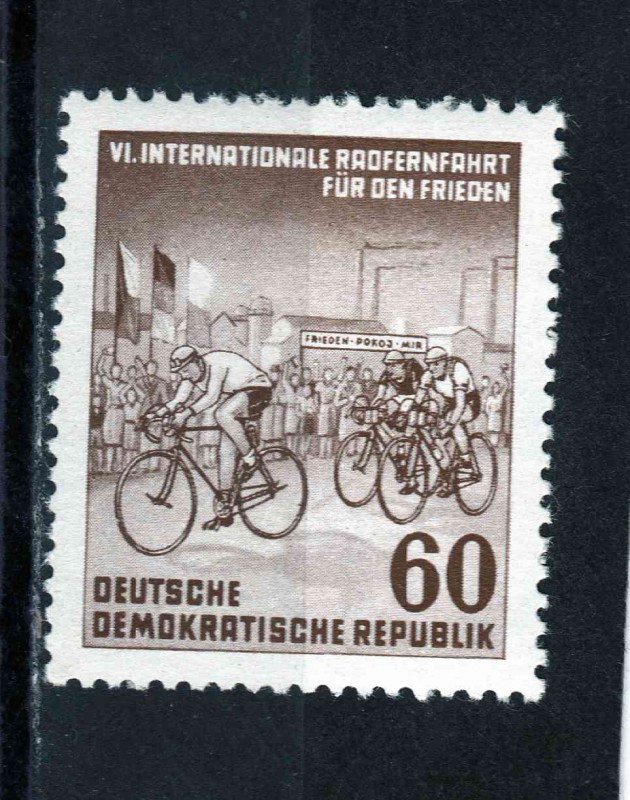 VI. INTERNATIONALE RADFERNFAHRT
FÜR DEN FRIEDEN
FRIEDEN - POKOJ - MIR
60
DEUTSCHE
DEMOKRATISCHE REPUBLIK